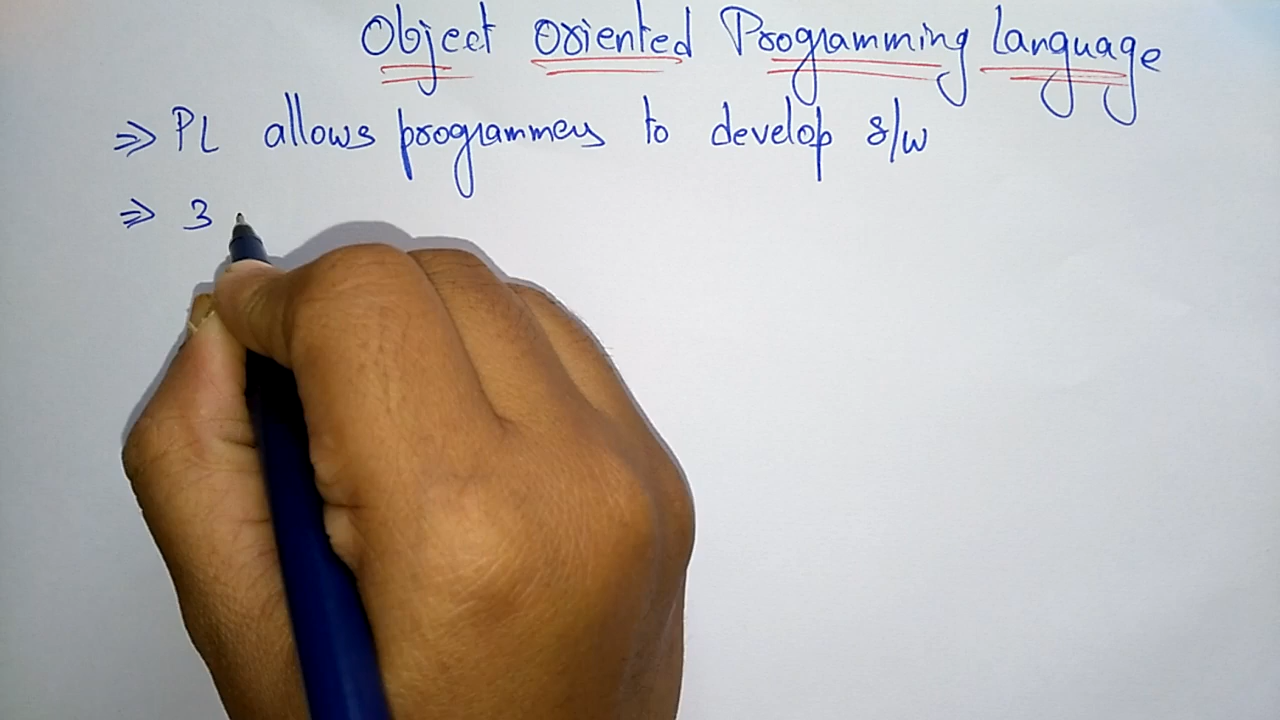 Object oriented Programming language
⇒ PL allows programmers to develop s/w
⇒ 3